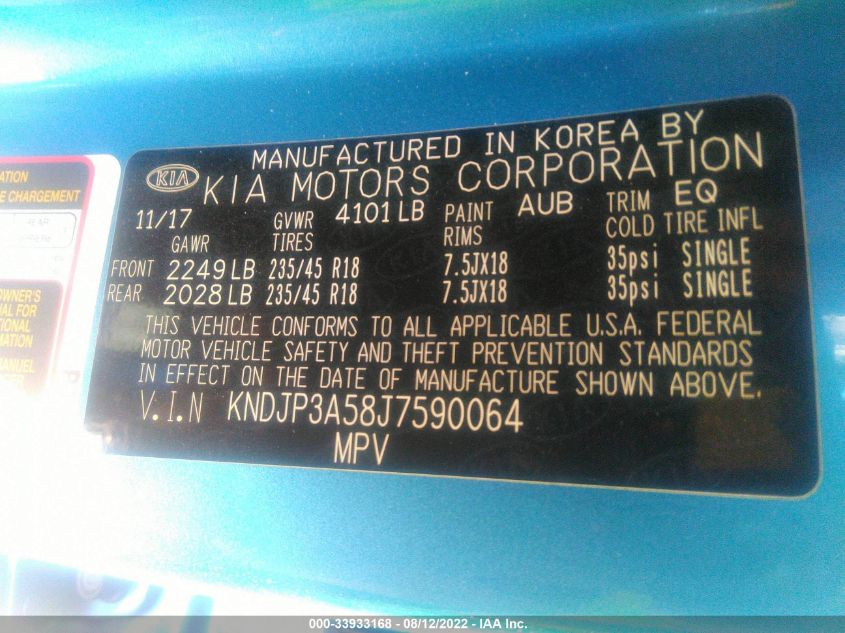 MANUFACTURED IN KOREA BY
KIA KIA MOTORS CORPORATION
11/17 GVWR 4101 LB PAINT AUB TRIM EQ
GAWR TIRES RIMS COLD TIRE INFL
FRONT 2249 LB 235/45 R18 7.5JX18 35psi SINGLE
REAR 2028 LB 235/45 R18 7.5JX18 35psi SINGLE
THIS VEHICLE CONFORMS TO ALL APPLICABLE U.S.A. FEDERAL
MOTOR VEHICLE SAFETY AND THEFT PREVENTION STANDARDS
IN EFFECT ON THE DATE OF MANUFACTURE SHOWN ABOVE.
V.I.N KNDJP3A58J7590064
MPV
ATION
CHARGEMENT
REAR
OWNER'S
AL FOR
TIONAL
MATION
MANUEL
000-33933168 - 08/12/2022 - IAA Inc.